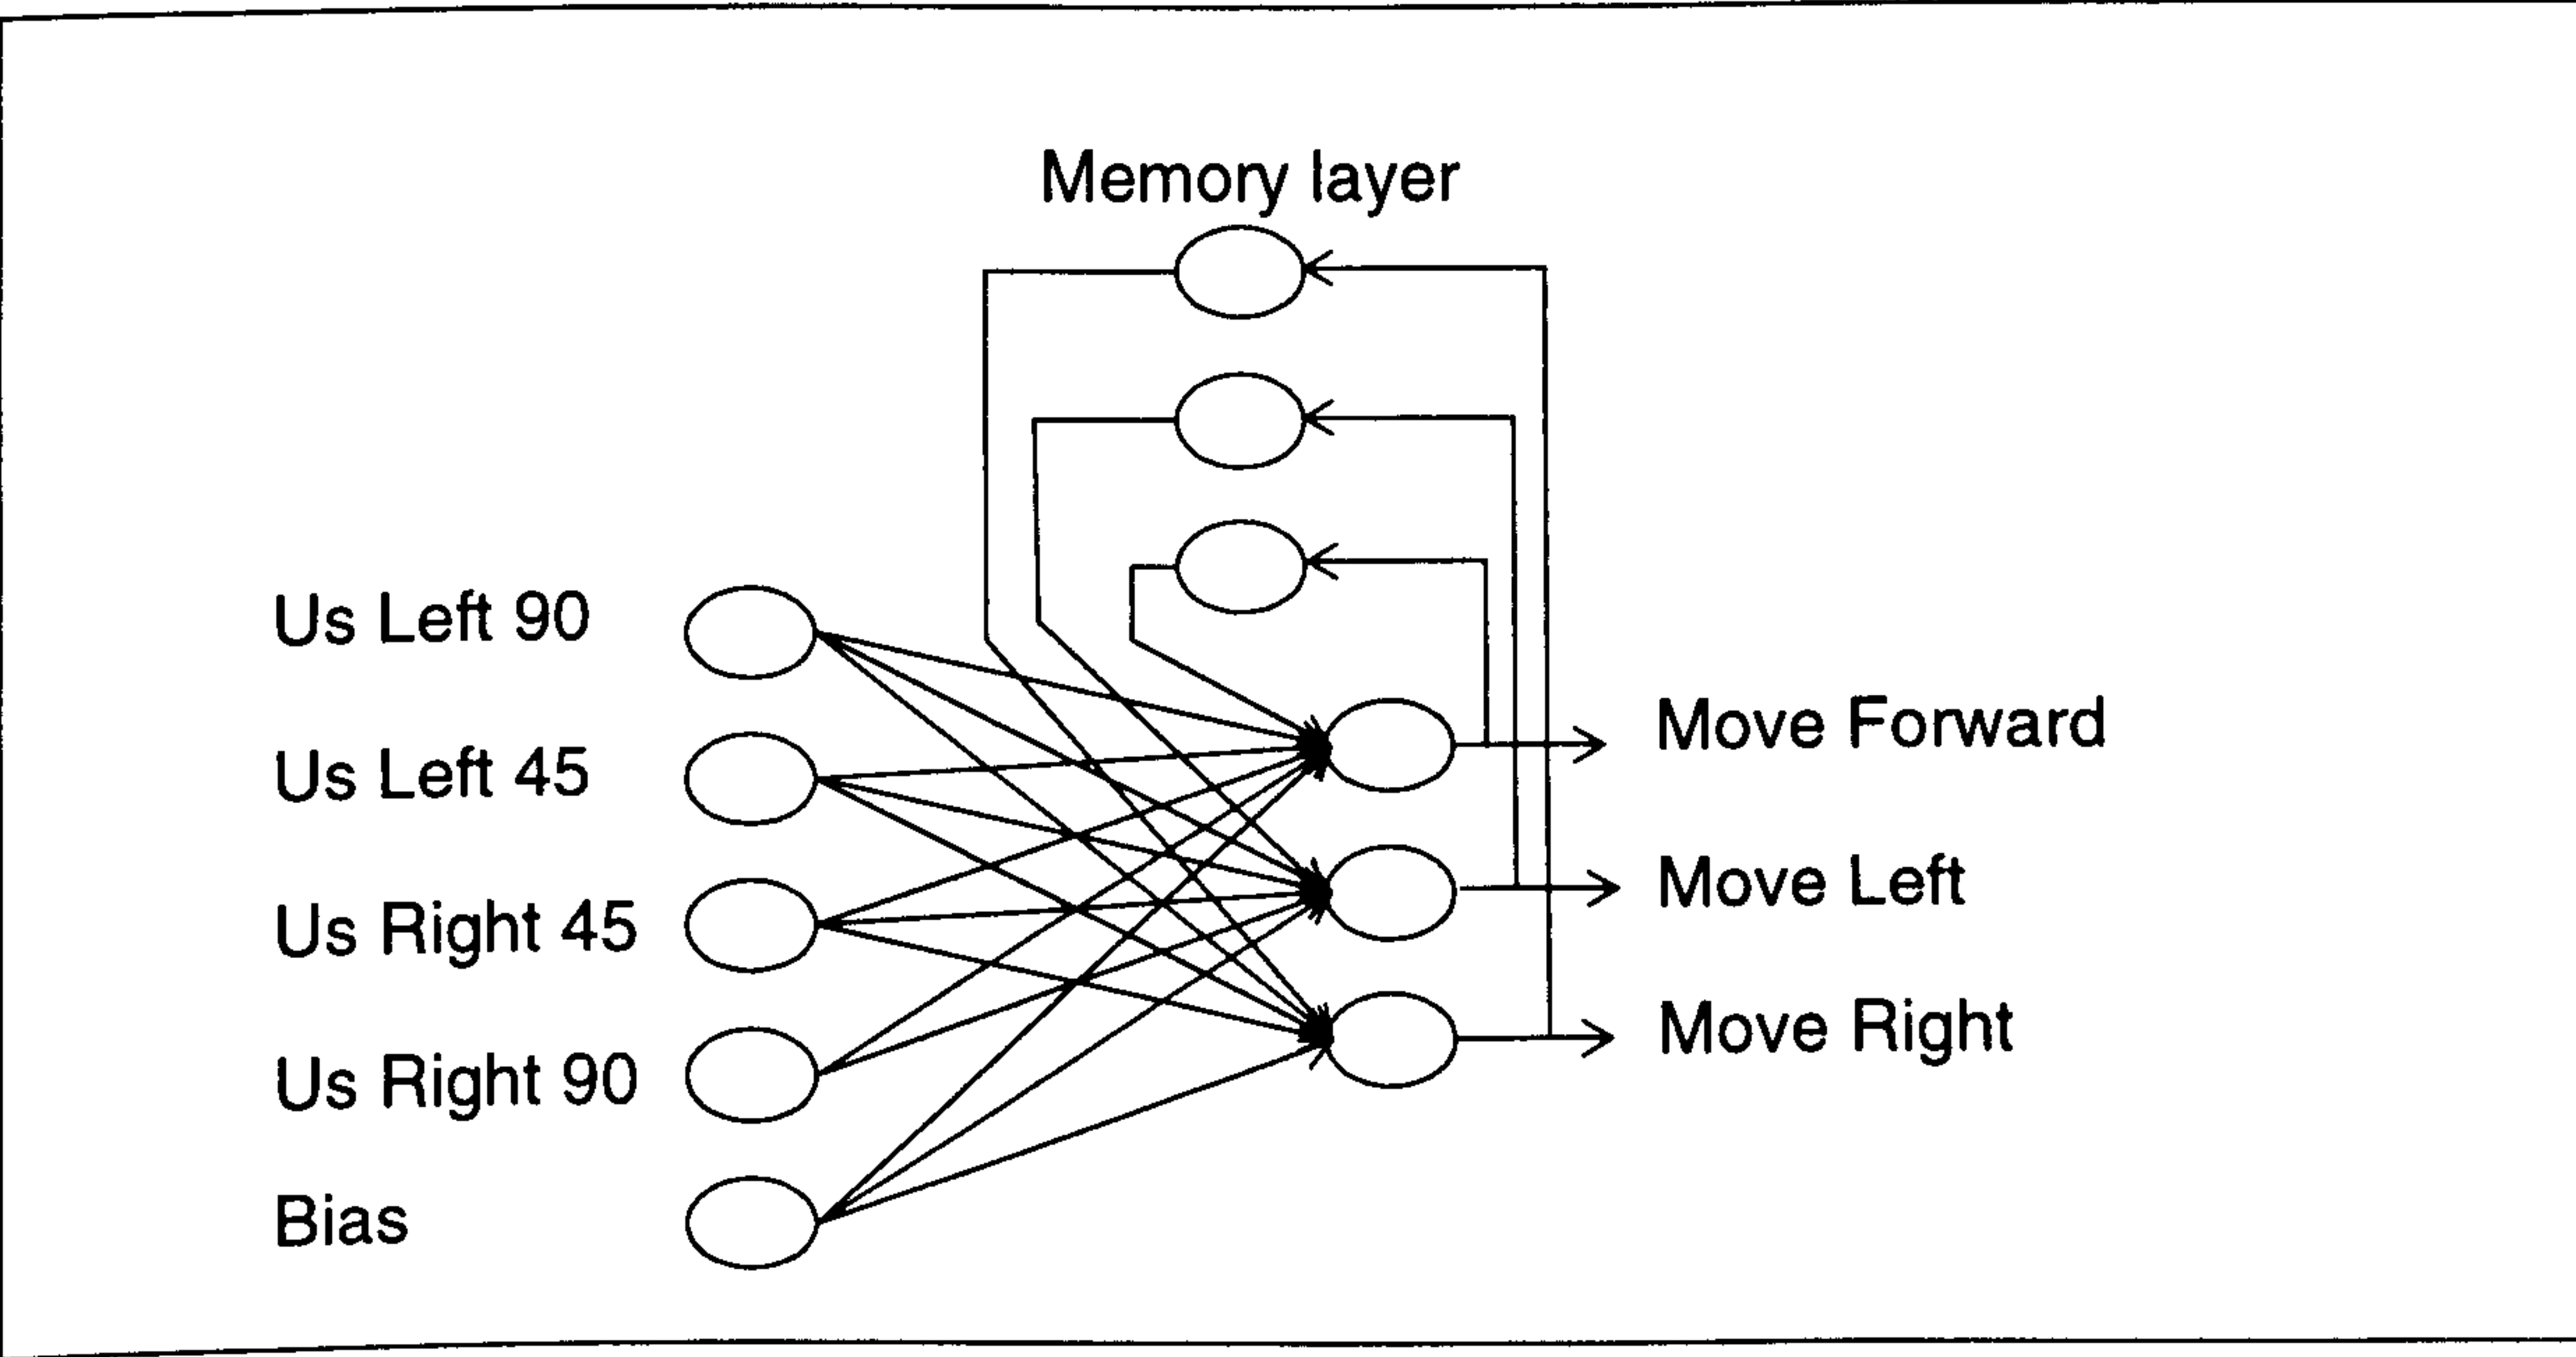 Memory layer
Us Left 90
Us Left 45
Us Right 45
Us Right 90
Bias
Move Forward
Move Left
Move Right